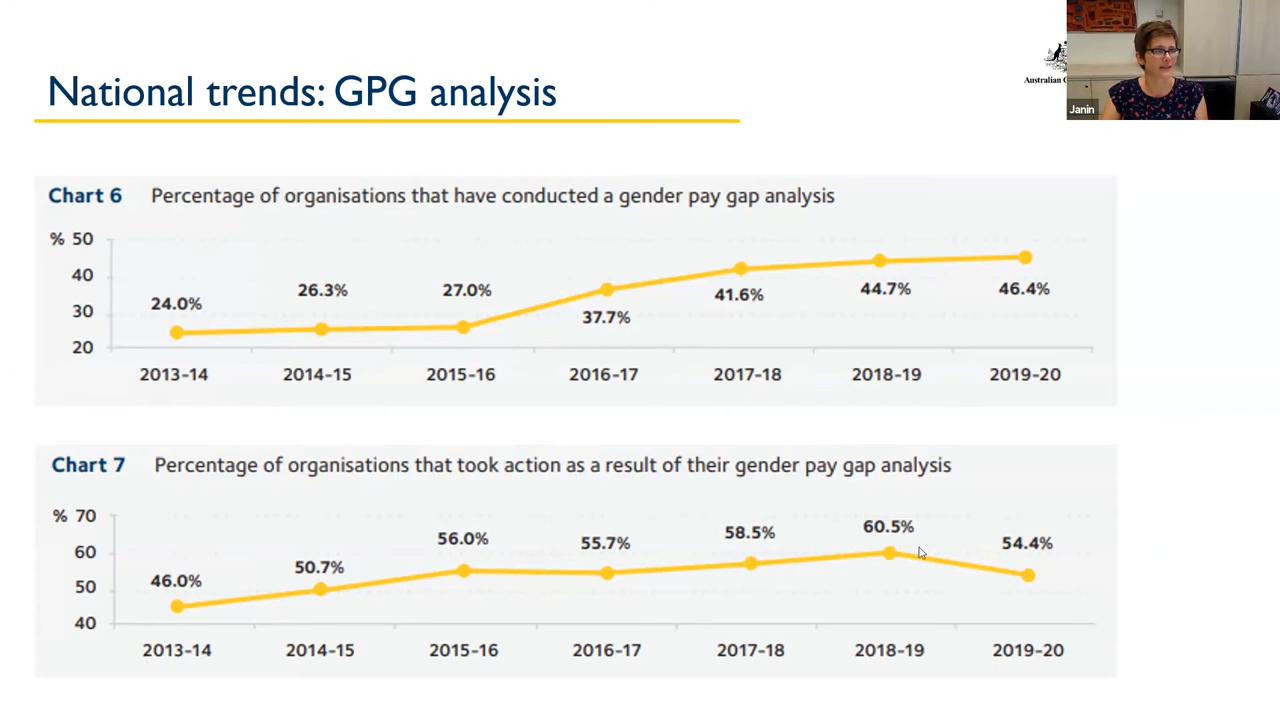 National trends: GPG analysis
Australian
Janin
Chart 6 Percentage of organisations that have conducted a gender pay gap analysis
% 50
40
30
20
24.0% 26.3% 27.0% 37.7% 41.6% 44.7% 46.4%
2013-14 2014-15 2015-16 2016-17 2017-18 2018-19 2019-20
Chart 7 Percentage of organisations that took action as a result of their gender pay gap analysis
% 70
60
50
40
46.0% 50.7% 56.0% 55.7% 58.5% 60.5% 54.4%
2013-14 2014-15 2015-16 2016-17 2017-18 2018-19 2019-20